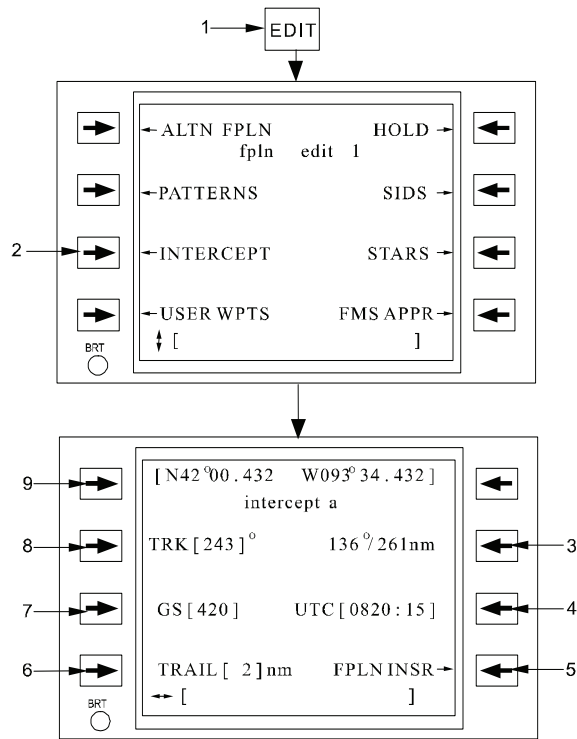 1 EDIT
← ALTN FPLN HOLD →
fpln edit 1
← PATTERNS SIDS →
2 ← INTERCEPT STARS →
← USER WPTS FMS APPR →
BRT [ ]
9 [N42°00.432 W093°34.432]
intercept a
8 TRK[243]° 136°/261nm 3
7 GS[420] UTC[0820:15] 4
6 TRAIL[ 2]nm FPLN INSR → 5
BRT [ ]